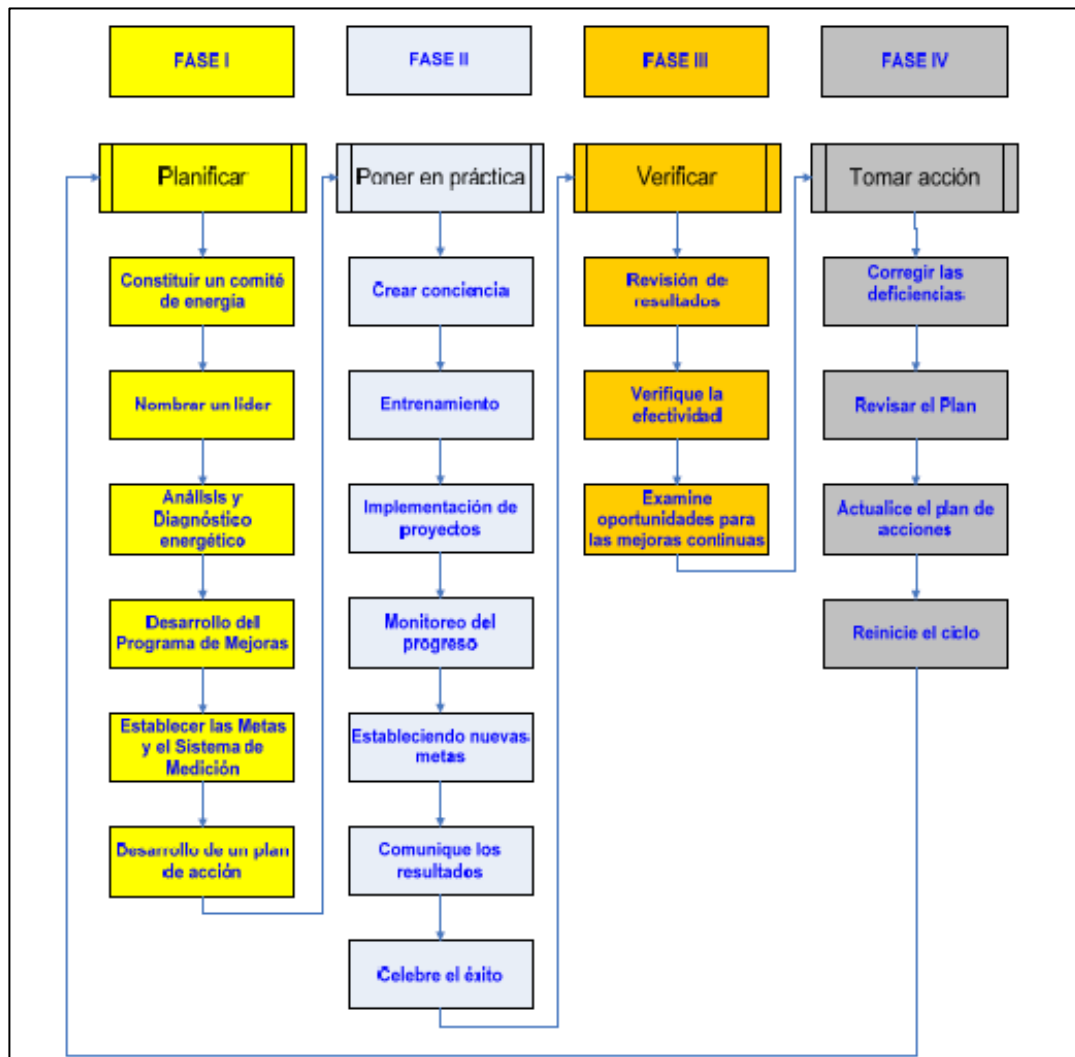 FASE I
FASE II
FASE III
FASE IV
Planificar
Constituir un comité
de energía
Nombrar un líder
Análisis y
Diagnóstico
energético
Desarrollo del
Programa de Mejoras
Establecer las Metas
y el Sistema de
Medición
Desarrollo de un plan
de acción
Poner en práctica
Crear conciencia
Entrenamiento
Implementación de
proyectos
Monitoreo del
progreso
Estableciendo nuevas
metas
Comunique los
resultados
Celebre el éxito
Verificar
Revisión de
resultados
Verifique la
efectividad
Examine
oportunidades para
las mejoras continuas
Tomar acción
Corregir las
deficiencias
Revisar el Plan
Actualice el plan de
acciones
Reinicie el ciclo